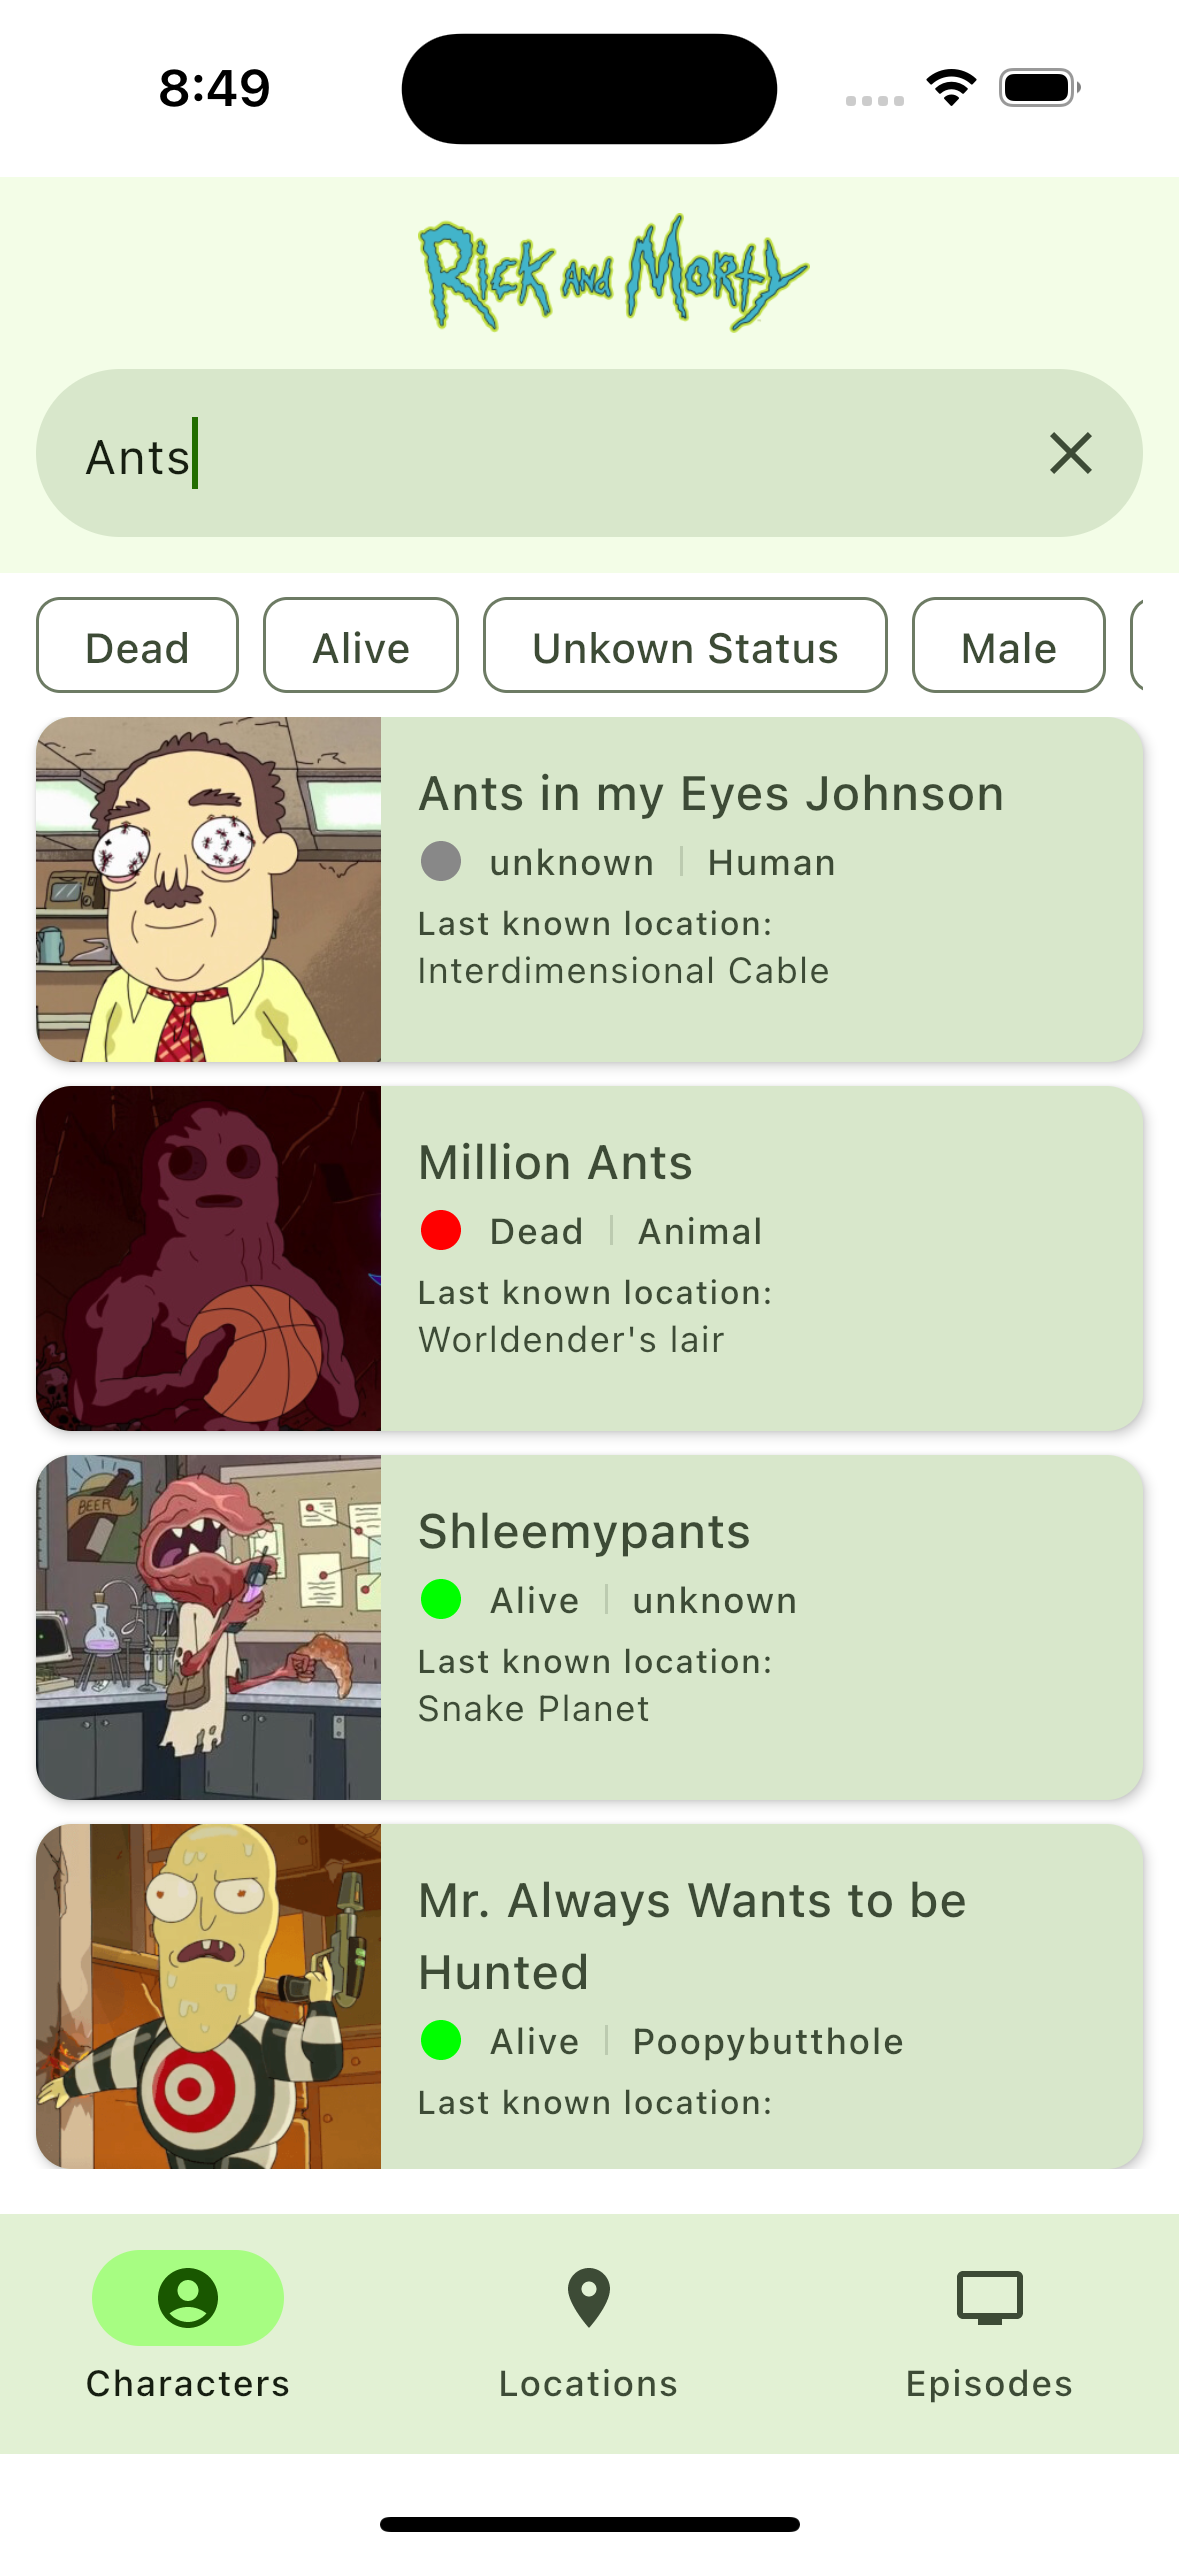 8:49
Rick and Morty
Ants
Dead
Alive
Unkown Status
Male
Ants in my Eyes Johnson
unknown
Human
Last known location:
Interdimensional Cable
Million Ants
Dead
Animal
Last known location:
Worldender's lair
BEER
Shleemypants
Alive
unknown
Last known location:
Snake Planet
Mr. Always Wants to be
Hunted
Alive
Poopybutthole
Last known location:
Characters
Locations
Episodes